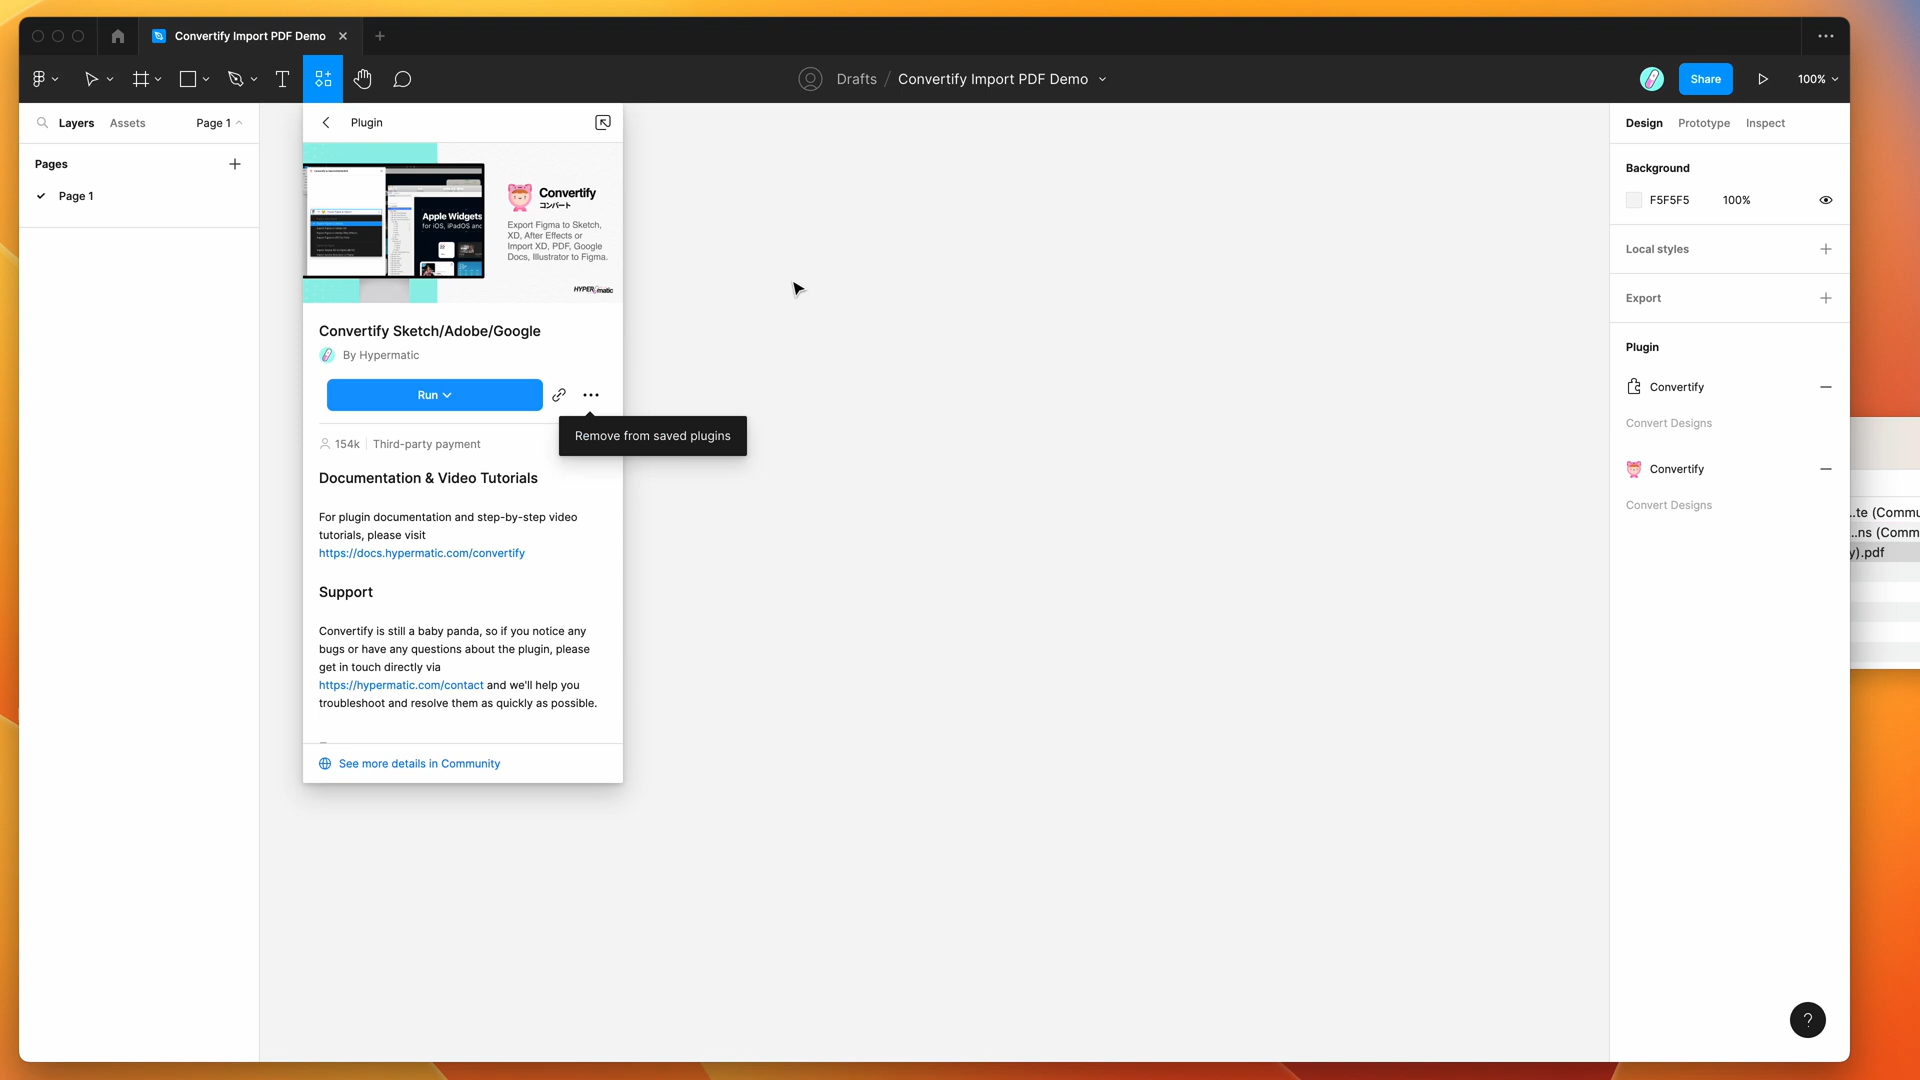 Convertify Import PDF Demo
Drafts / Convertify Import PDF Demo
Share
100%
Layers
Assets
Page 1
Pages
Page 1
Plugin
Apple Widgets
for iOS, iPadOS and
Convertify
コンバート
Export Figma to Sketch,
XD, After Effects or
Import XD, PDF, Google
Docs, Illustrator to Figma.
HYPERmatic
Convertify Sketch/Adobe/Google
By Hypermatic
Run
Remove from saved plugins
154k
Third-party payment
Documentation & Video Tutorials
For plugin documentation and step-by-step video
tutorials, please visit
https://docs.hypermatic.com/convertify
Support
Convertify is still a baby panda, so if you notice any
bugs or have any questions about the plugin, please
get in touch directly via
https://hypermatic.com/contact and we'll help you
troubleshoot and resolve them as quickly as possible.
See more details in Community
Design
Prototype
Inspect
Background
F5F5F5
100%
Local styles
Export
Plugin
Convertify
Convert Designs
Convertify
Convert Designs
...te (Commu
...ns (Comm
y).pdf
?